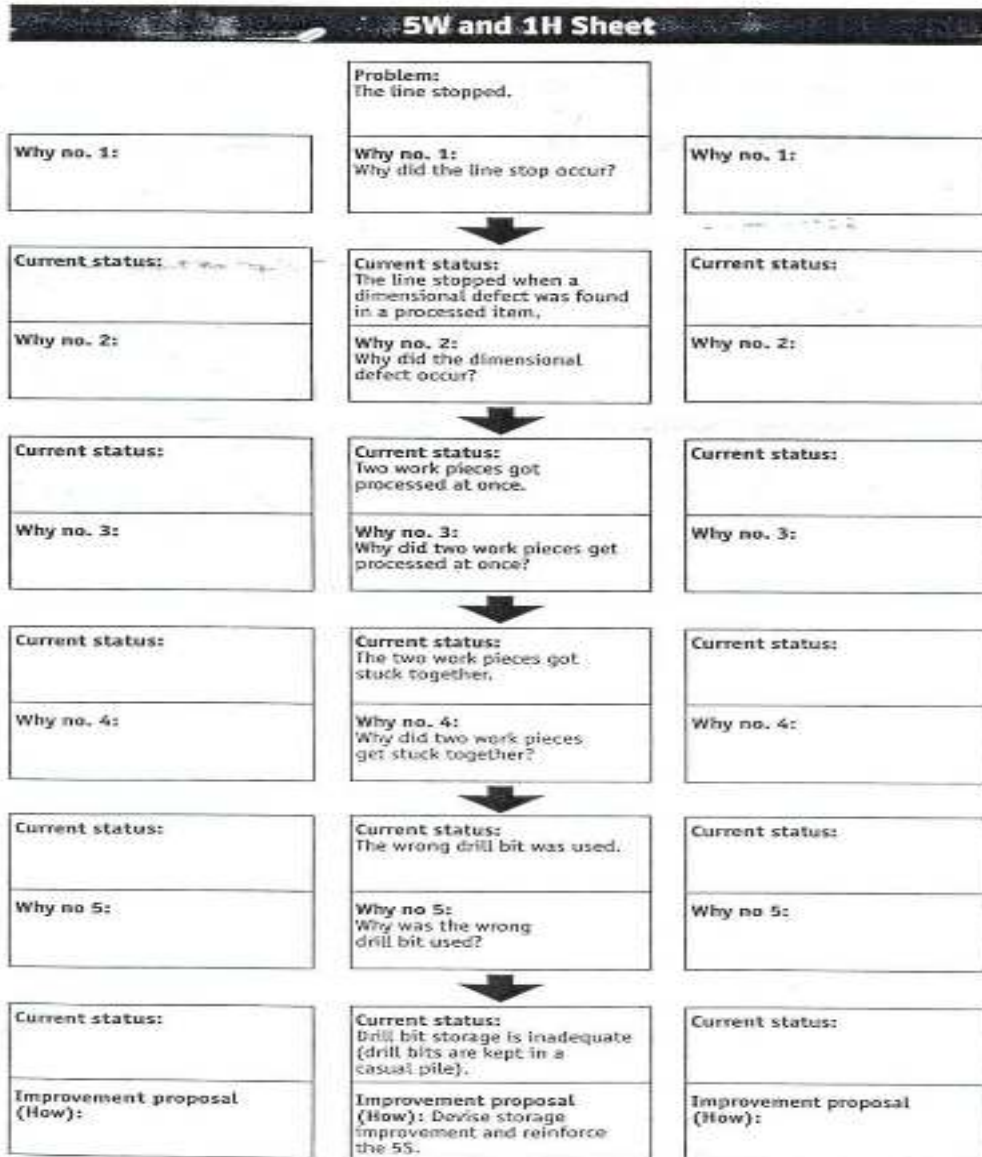 5W and 1H Sheet
Problem:
The line stopped.
Why no. 1:
Why no. 1:
Why did the line stop occur?
Why no. 1:
Current status:
Current status:
The line stopped when a
dimensional defect was found
in a processed item.
Current status:
Why no. 2:
Why no. 2:
Why did the dimensional
defect occur?
Why no. 2:
Current status:
Current status:
Two work pieces got
processed at once.
Current status:
Why no. 3:
Why no. 3:
Why did two work pieces get
processed at once?
Why no. 3:
Current status:
Current status:
The two work pieces got
stuck together.
Current status:
Why no. 4:
Why no. 4:
Why did two work pieces
get stuck together?
Why no. 4:
Current status:
Current status:
The wrong drill bit was used.
Current status:
Why no 5:
Why no 5:
Why was the wrong
drill bit used?
Why no 5:
Current status:
Current status:
Drill bit storage is inadequate
(drill bits are kept in a
casual pile).
Current status:
Improvement proposal
(How):
Improvement proposal
(How): Devise storage
improvement and reinforce
the 5S.
Improvement proposal
(How):